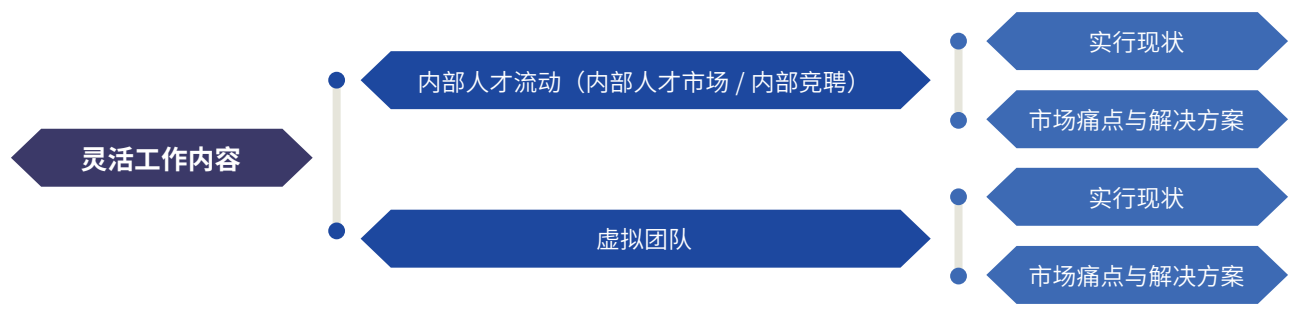 灵活工作内容
内部人才流动（内部人才市场 / 内部竞聘）
实行现状
市场痛点与解决方案
虚拟团队
实行现状
市场痛点与解决方案